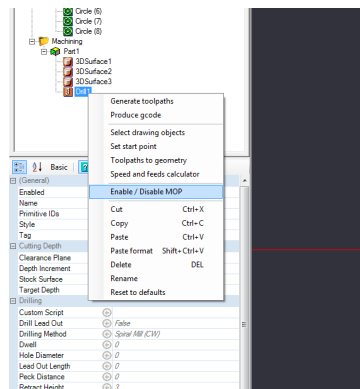 Circle (6)
Circle (7)
Circle (8)
Machining
Part1
3DSurface1
3DSurface2
3DSurface3
Drill1
Generate toolpaths
Produce gcode
Select drawing objects
Set start point
Toolpaths to geometry
Speed and feeds calculator
Enable / Disable MOP
Cut Ctrl+X
Copy Ctrl+C
Paste Ctrl+V
Paste format Shift+Ctrl+V
Delete DEL
Rename
Reset to defaults
Basic
(General)
Enabled
Name
Primitive IDs
Style
Tag
Cutting Depth
Clearance Plane
Depth Increment
Stock Surface
Target Depth
Drilling
Custom Script
Drill Lead Out False
Drilling Method Spiral Mill (CW)
Dwell 0
Hole Diameter 0
Lead Out Length 0
Peck Distance 0
Retract Height 3